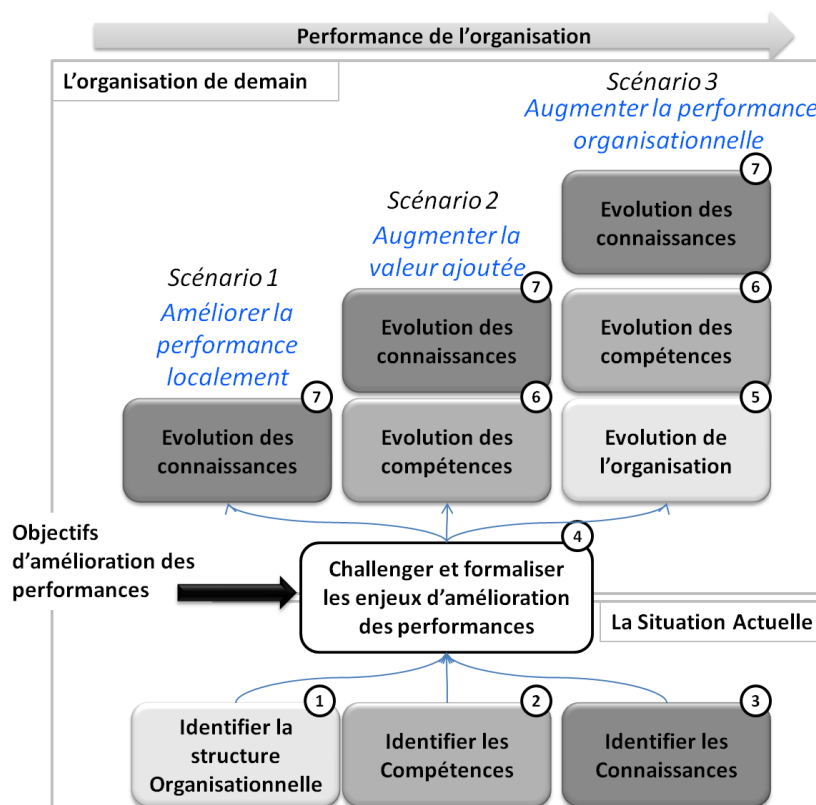 Performance de l'organisation
L'organisation de demain
Scénario 3
Augmenter la performance
organisationnelle
7
Evolution des
connaissances
Scénario 2
Augmenter la
valeur ajoutée
7
Evolution des
connaissances
6
Evolution des
compétences
Scénario 1
Améliorer la
performance
localement
7
Evolution des
connaissances
6
Evolution des
compétences
5
Evolution de
l'organisation
Objectifs
d'amélioration des
performances
4
Challenger et formaliser
les enjeux d'amélioration
des performances
La Situation Actuelle
1
Identifier la
structure
Organisationnelle
2
Identifier les
Compétences
3
Identifier les
Connaissances